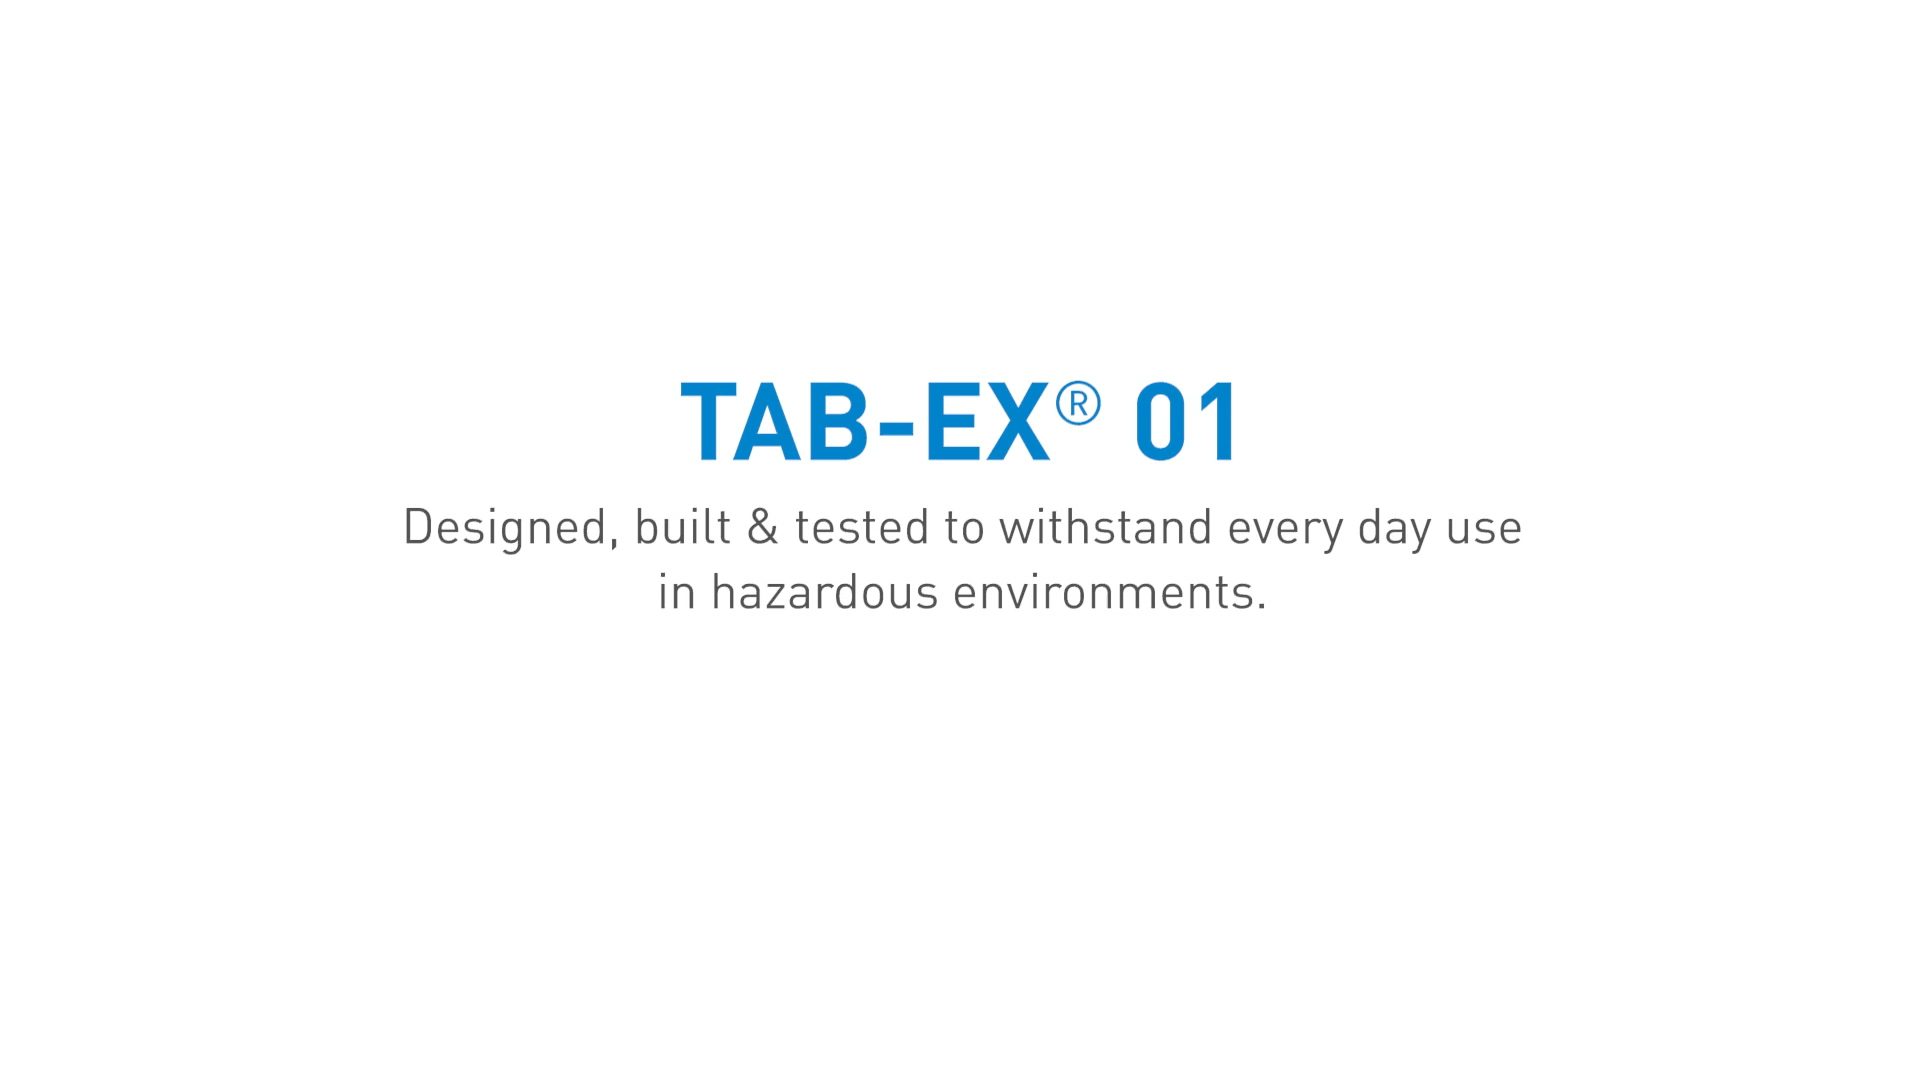 TAB-EX® 01
Designed, built & tested to withstand every day use
in hazardous environments.